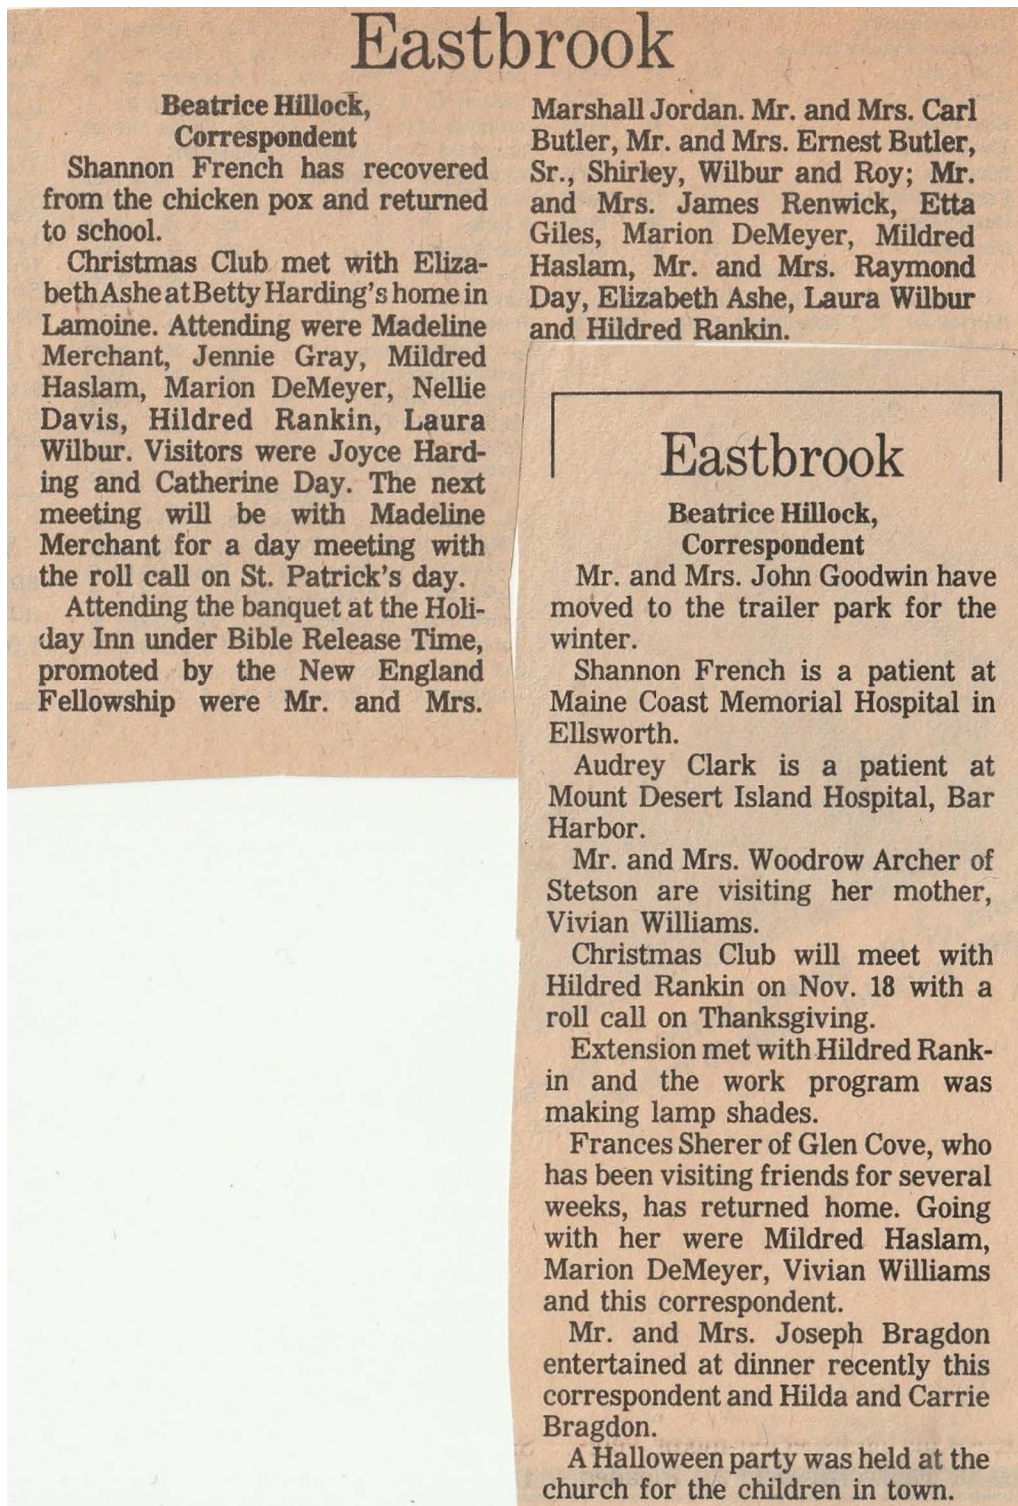 Eastbrook
Beatrice Hillock,
Correspondent
Shannon French has recovered
from the chicken pox and returned
to school.
Christmas Club met with Eliza-
beth Ashe at Betty Harding's home in
Lamoine. Attending were Madeline
Merchant, Jennie Gray, Mildred
Haslam, Marion DeMeyer, Nellie
Davis, Hildred Rankin, Laura
Wilbur. Visitors were Joyce Hard-
ing and Catherine Day. The next
meeting will be with Madeline
Merchant for a day meeting with
the roll call on St. Patrick's day.
Attending the banquet at the Holi-
day Inn under Bible Release Time,
promoted by the New England
Fellowship were Mr. and Mrs.
Marshall Jordan. Mr. and Mrs. Carl
Butler, Mr. and Mrs. Ernest Butler,
Sr., Shirley, Wilbur and Roy; Mr.
and Mrs. James Renwick, Etta
Giles, Marion DeMeyer, Mildred
Haslam, Mr. and Mrs. Raymond
Day, Elizabeth Ashe, Laura Wilbur
and Hildred Rankin.
Eastbrook
Beatrice Hillock,
Correspondent
Mr. and Mrs. John Goodwin have
moved to the trailer park for the
winter.
Shannon French is a patient at
Maine Coast Memorial Hospital in
Ellsworth.
Audrey Clark is a patient at
Mount Desert Island Hospital, Bar
Harbor.
Mr. and Mrs. Woodrow Archer of
Stetson are visiting her mother,
Vivian Williams.
Christmas Club will meet with
Hildred Rankin on Nov. 18 with a
roll call on Thanksgiving.
Extension met with Hildred Rank-
in and the work program was
making lamp shades.
Frances Sherer of Glen Cove, who
has been visiting friends for several
weeks, has returned home. Going
with her were Mildred Haslam,
Marion DeMeyer, Vivian Williams
and this correspondent.
Mr. and Mrs. Joseph Bragdon
entertained at dinner recently this
correspondent and Hilda and Carrie
Bragdon.
A Halloween party was held at the
church for the children in town.